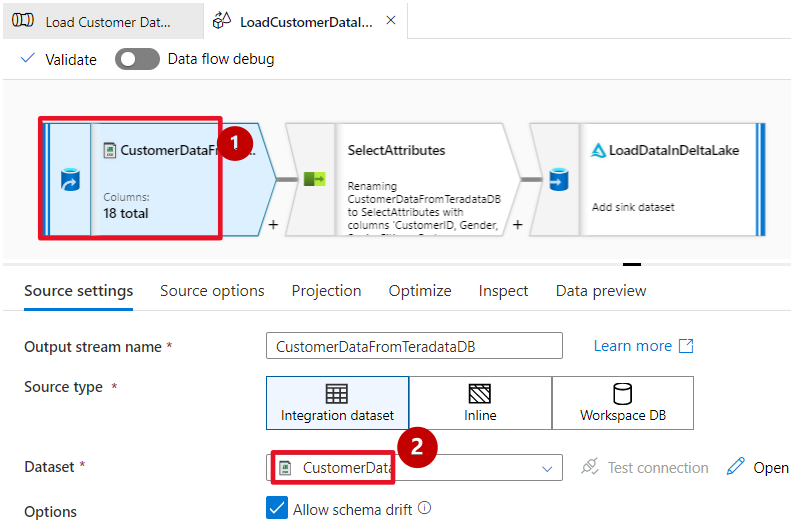 Load Customer Dat...
LoadCustomerDataI...
Validate
Data flow debug
CustomerDataFro...
1
Columns:
18 total
+
SelectAttributes
Renaming
CustomerDataFromTeradataDB
to SelectAttributes with
columns 'CustomerID, Gender,
+
LoadDataInDeltaLake
Add sink dataset
Source settings
Source options
Projection
Optimize
Inspect
Data preview
Output stream name *
CustomerDataFromTeradataDB
Learn more
Source type *
Integration dataset
Inline
Workspace DB
2
Dataset *
CustomerData
Test connection
Open
Options
Allow schema drift